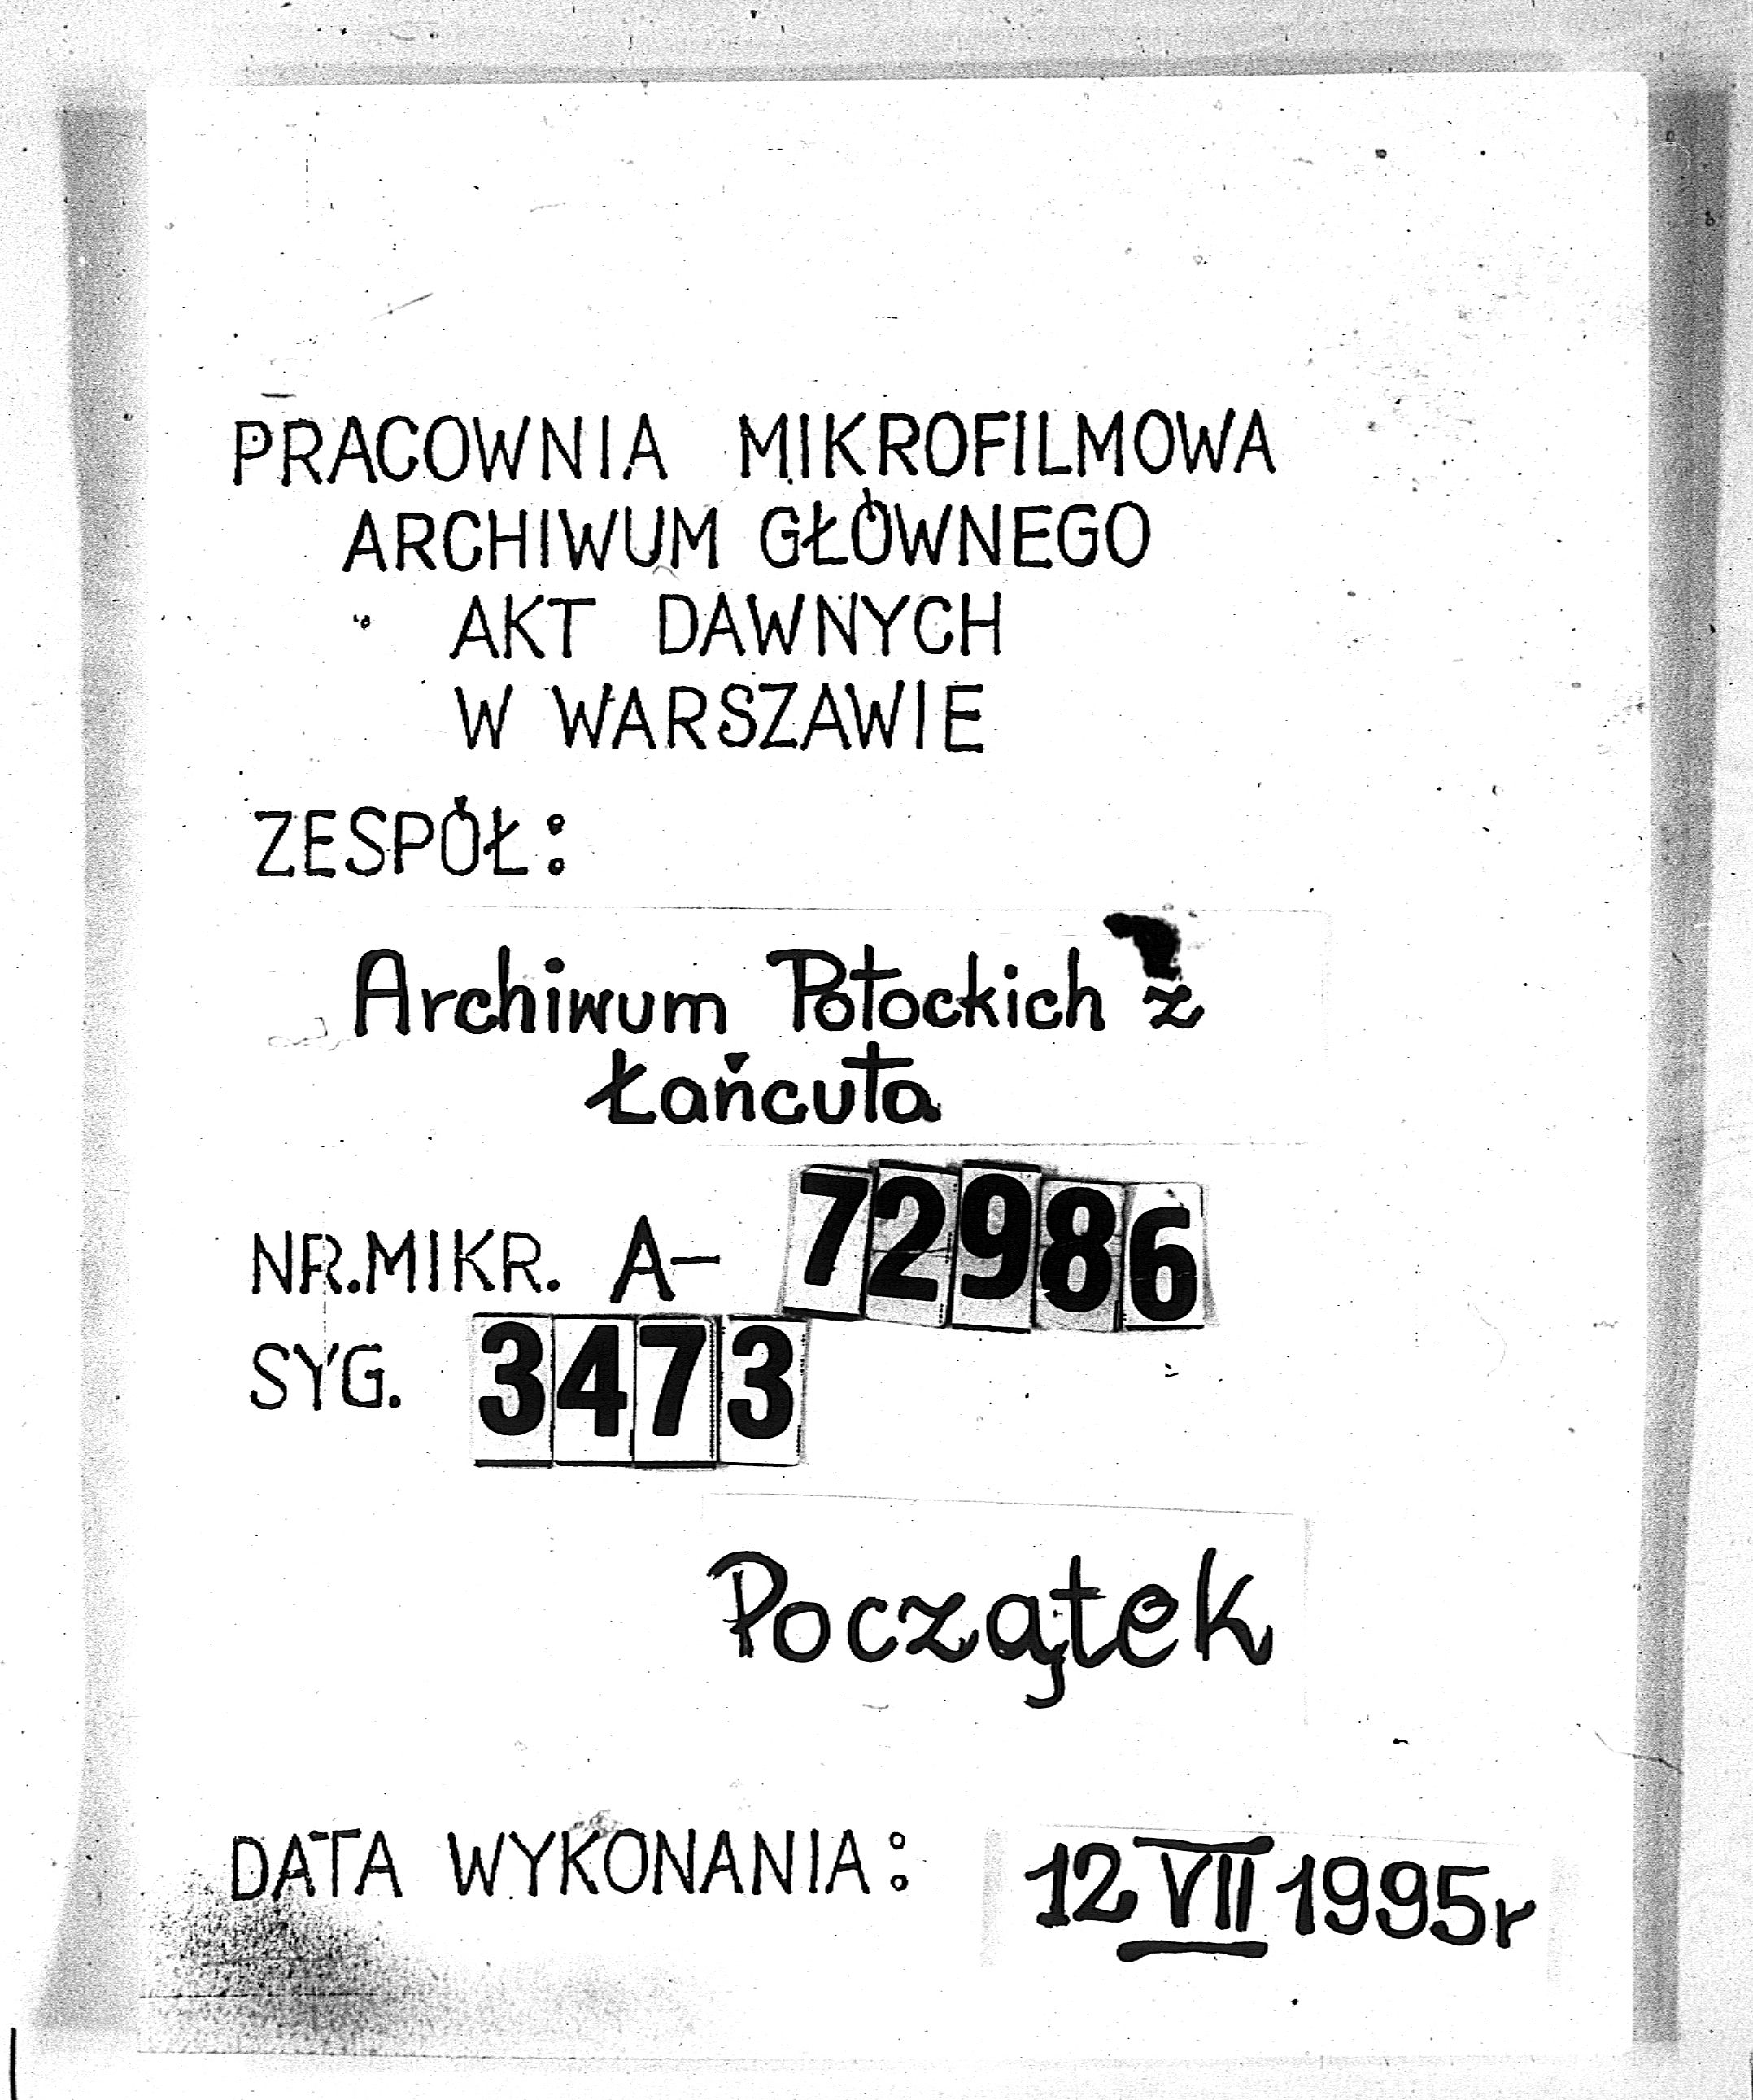 PRACOWNIA MIKROFILMOWA
ARCHIWUM GŁÓWNEGO
AKT DAWNYCH
W WARSZAWIE
ZESPÓŁ:
Archiwum Potockich z
Łańcuta
NR.MIKR. A- 72986
SYG. 3473
Początek
DATA WYKONANIA: 12 VII 1995r